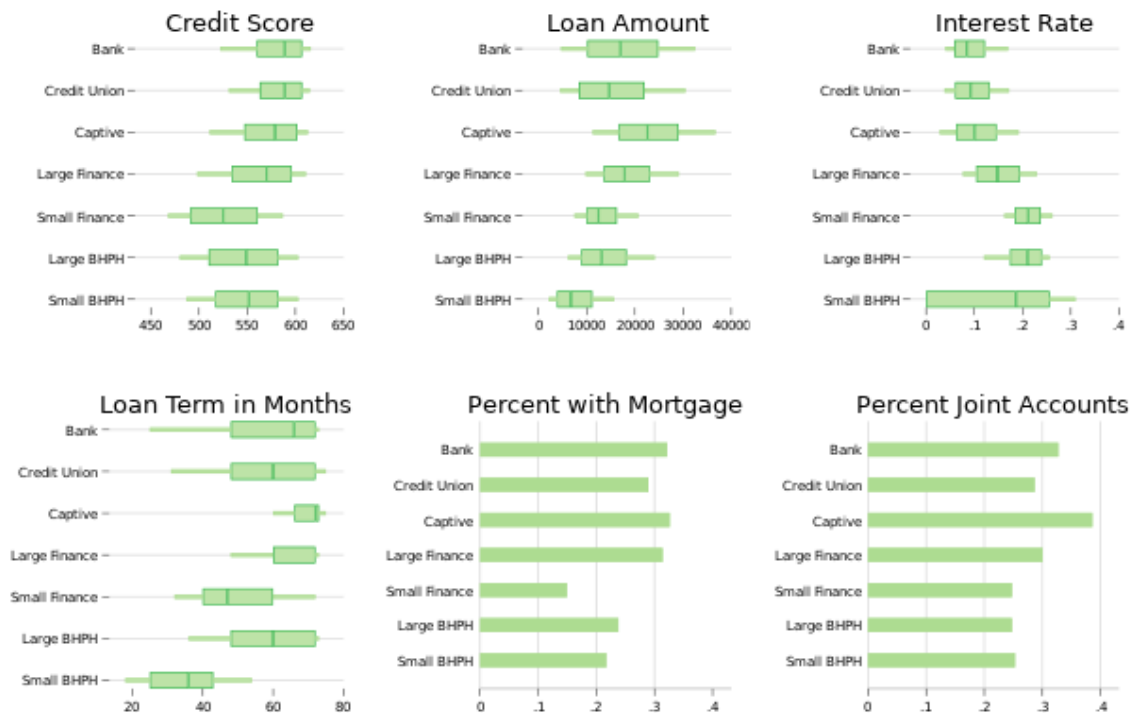 Credit Score
Bank
Credit Union
Captive
Large Finance
Small Finance
Large BHPH
Small BHPH
450 500 550 600 650
Loan Amount
Bank
Credit Union
Captive
Large Finance
Small Finance
Large BHPH
Small BHPH
0 10000 20000 30000 40000
Interest Rate
Bank
Credit Union
Captive
Large Finance
Small Finance
Large BHPH
Small BHPH
0 .1 .2 .3 .4
Loan Term in Months
Bank
Credit Union
Captive
Large Finance
Small Finance
Large BHPH
Small BHPH
20 40 60 80
Percent with Mortgage
Bank
Credit Union
Captive
Large Finance
Small Finance
Large BHPH
Small BHPH
0 .1 .2 .3 .4
Percent Joint Accounts
Bank
Credit Union
Captive
Large Finance
Small Finance
Large BHPH
Small BHPH
0 .1 .2 .3 .4